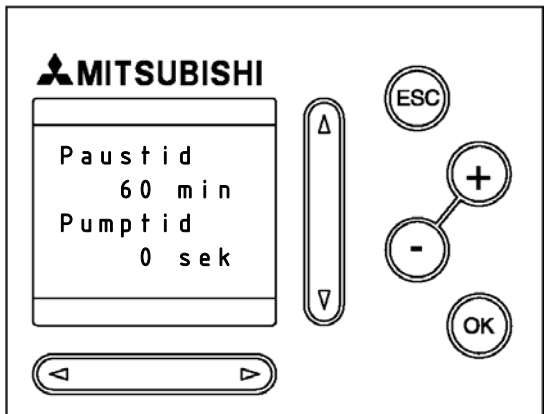 MITSUBISHI
Paustid
60 min
Pumptid
0 sek
ESC
+
-
OK